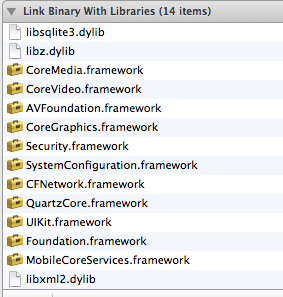 Link Binary With Libraries (14 items)
libsqlite3.dylib
libz.dylib
CoreMedia.framework
CoreVideo.framework
AVFoundation.framework
CoreGraphics.framework
Security.framework
SystemConfiguration.framework
CFNetwork.framework
QuartzCore.framework
UIKit.framework
Foundation.framework
MobileCoreServices.framework
libxml2.dylib